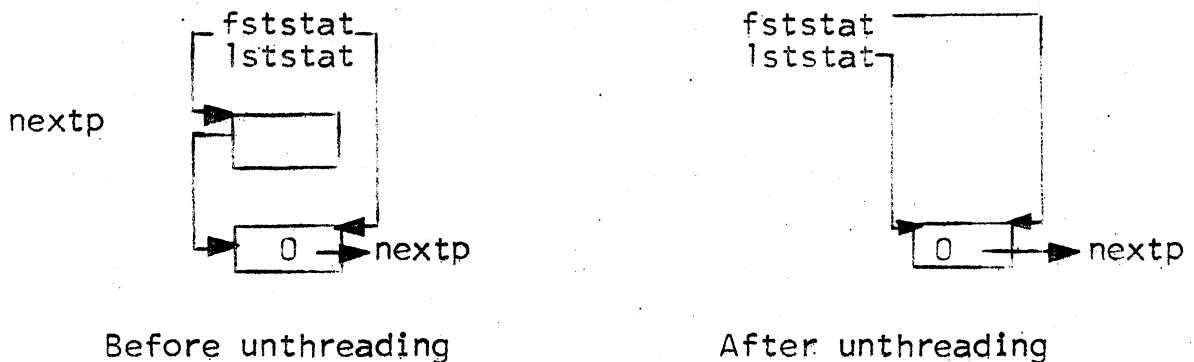 fststat
lststat
nextp
0 nextp
Before unthreading
fststat
lststat
0 nextp
After unthreading